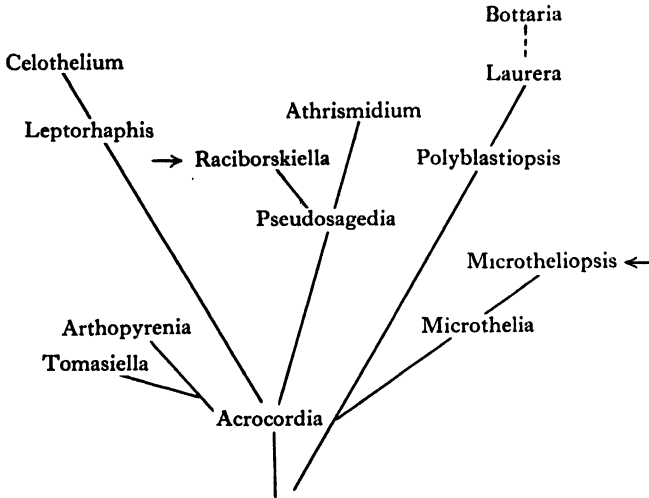 Bottaria
Celothelium
Laurera
Athrismidium
Leptorhaphis
Raciborskiella
Polyblastiopsis
Pseudosagedia
Microtheliopsis
Arthopyrenia
Microthelia
Tomasiella
Acrocordia